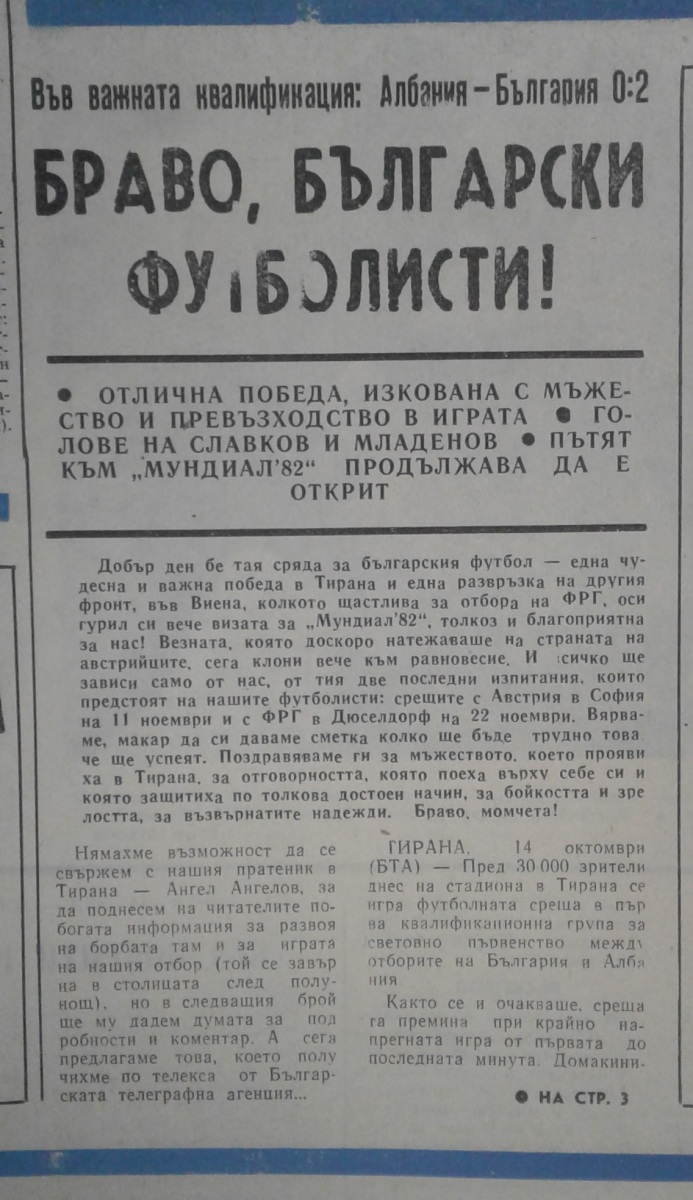 Във важната квалификация: Албания – България 0:2
БРАВО, БЪЛГАРСКИ
ФУТБОЛИСТИ!
● ОТЛИЧНА ПОБЕДА, ИЗКОВАНА С МЪЖЕ-
СТВО И ПРЕВЪЗХОДСТВО В ИГРАТА ● ГО-
ЛОВЕ НА СЛАВКОВ И МЛАДЕНОВ ● ПЪТЯТ
КЪМ „МУНДИАЛ'82“ ПРОДЪЛЖАВА ДА Е
ОТКРИТ
Добър ден бе тая сряда за българския футбол — една чу-
десна и важна победа в Тирана и една развръзка на другия
фронт, във Виена, колкото щастлива за отбора на ФРГ, оси
гурил си вече визата за „Мундиал'82“, толкоз и благоприятна
за нас! Везната, която доскоро натежаваше на страната на
австрийците, сега клони вече към равновесие. И всичко ще
зависи само от нас, от тия две последни изпитания, които
предстоят на нашите футболисти: срещите с Австрия в София
на 11 ноември и с ФРГ в Дюселдорф на 22 ноември. Вярва-
ме, макар да си даваме сметка колко ще бъде трудно това
че ще успеят. Поздравяваме ги за мъжеството, което прояви
ха в Тирана, за отговорността, която поеха върху себе си и
която защитиха по толкова достоен начин, за бойкостта и зре
лостта, за възвърнатите надежди. Браво, момчета!
Нямахме възможност да се
свържем с нашия пратеник в
Тирана — Ангел Ангелов, за
да поднесем на читателите по-
богата информация за развоя
на борбата там и за играта
на нашия отбор (той се завър
на в столицата след полу-
нощ), но в следващия брой
ще му дадем думата за под
робности и коментар. А сега
предлагаме това, което полу
чихме по телекса от Българ-
ската телеграфна агенция...
ТИРАНА, 14 октомври
(БТА) — Пред 30 000 зрители
днес на стадиона в Тирана се
игра футболната среща в пър
ва квалификационна група за
световно първенство между
отборите на България и Алба
ния
Както се и очакваше, среща
та премина при крайно на-
прегната игра от първата до
последната минута. Домакини-
● НА СТР. 3